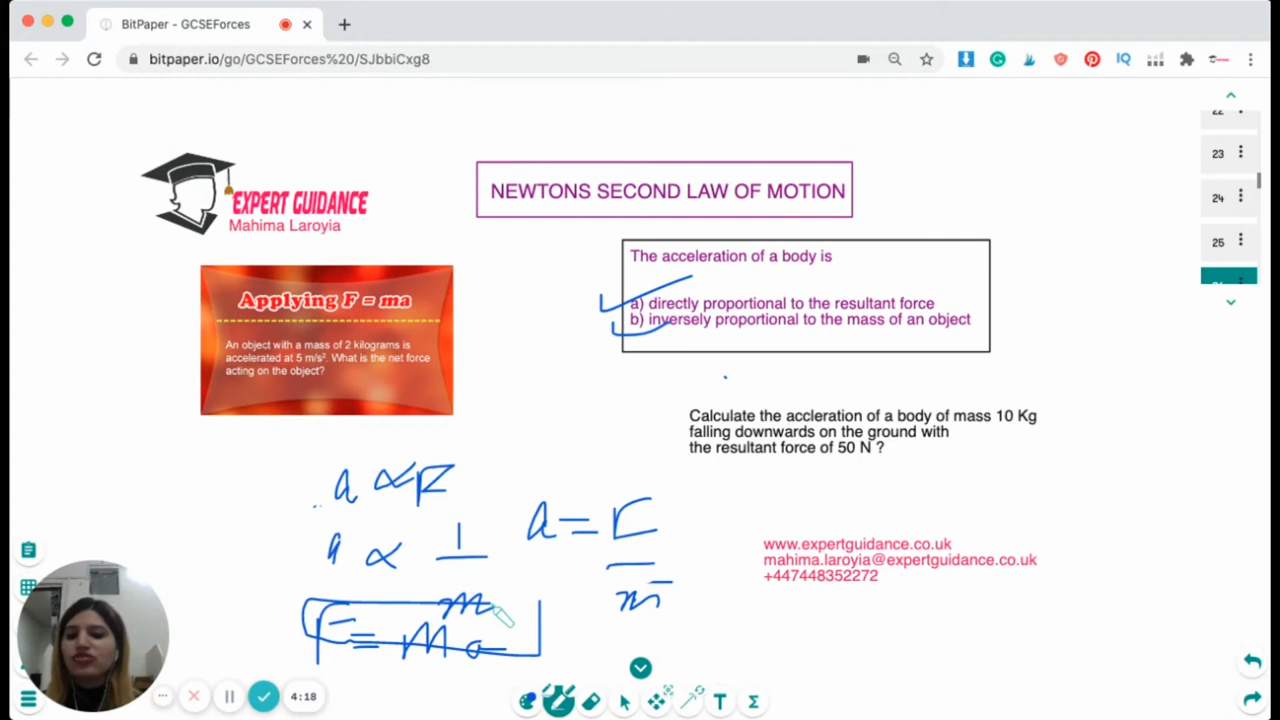 BitPaper - GCSEForces
bitpaper.io/go/GCSEForces%20/SJbbiCxg8
IQ
22
23
24
25
NEWTONS SECOND LAW OF MOTION
EXPERT GUIDANCE
Mahima Laroyia
The acceleration of a body is
a) directly proportional to the resultant force
b) inversely proportional to the mass of an object
Applying F = ma
An object with a mass of 2 kilograms is
accelerated at 5 m/s². What is the net force
acting on the object?
Calculate the accleration of a body of mass 10 Kg
falling downwards on the ground with
the resultant force of 50 N ?
a ∝ F
a ∝ 1
m
a = F
m
F = Ma
www.expertguidance.co.uk
mahima.laroyia@expertguidance.co.uk
+447448352272
4:18
T Σ